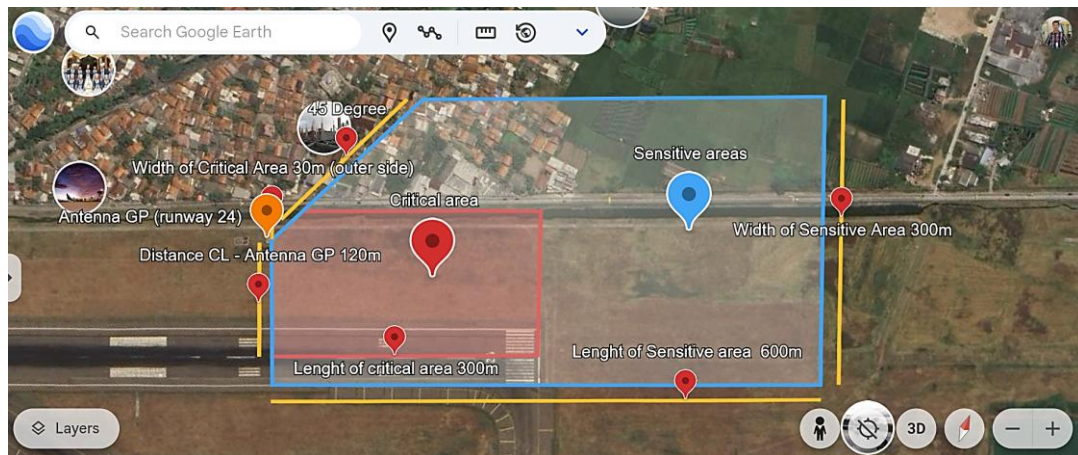 Search Google Earth
45 Degree
Width of Critical Area 30m (outer side)
Sensitive areas
Critical area
Antenna GP (runway 24)
Width of Sensitive Area 300m
Distance CL - Antenna GP 120m
Lenght of Sensitive area 600m
Lenght of critical area 300m
Layers
3D